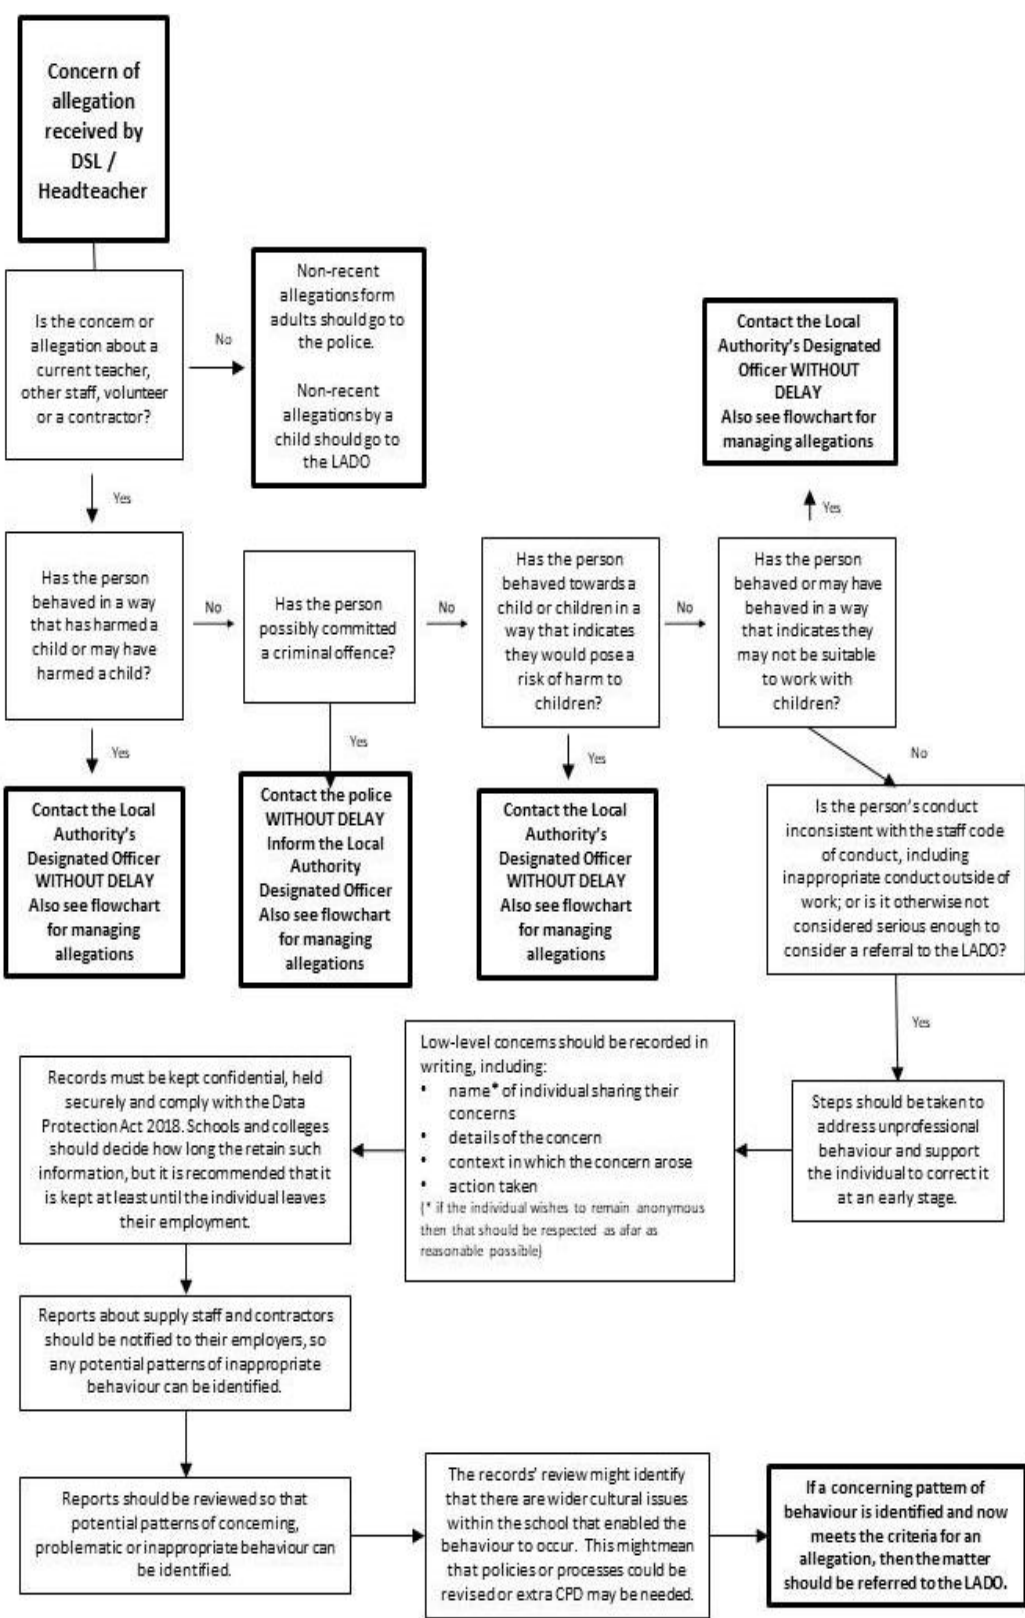 Concern of
allegation
received by
DSL /
Headteacher
Is the concern or
allegation about a
current teacher,
other staff, volunteer
or a contractor?
No
Non-recent
allegations form
adults should go to
the police.
Non-recent
allegations by a
child should go to
the LADO
Contact the Local
Authority's Designated
Officer WITHOUT
DELAY
Also see flowchart for
managing allegations
Yes
Yes
Has the person
behaved in a way
that has harmed a
child or may have
harmed a child?
No
Has the person
possibly committed
a criminal offence?
No
Has the person
behaved towards a
child or children in a
way that indicates
they would pose a
risk of harm to
children?
No
Has the person
behaved or may have
behaved in a way
that indicates they
may not be suitable
to work with
children?
Yes
Yes
Yes
No
Contact the Local
Authority's
Designated Officer
WITHOUT DELAY
Also see flowchart
for managing
allegations
Contact the police
WITHOUT DELAY
Inform the Local
Authority
Designated Officer
Also see flowchart
for managing
allegations
Contact the Local
Authority's
Designated Officer
WITHOUT DELAY
Also see flowchart
for managing
allegations
Is the person's conduct
inconsistent with the staff code
of conduct, including
inappropriate conduct outside of
work; or is it otherwise not
considered serious enough to
consider a referral to the LADO?
Yes
Steps should be taken to
address unprofessional
behaviour and support
the individual to correct it
at an early stage.
Low-level concerns should be recorded in
writing, including:
• name* of individual sharing their
concerns
• details of the concern
• context in which the concern arose
• action taken
(* if the individual wishes to remain anonymous
then that should be respected as afar as
reasonable possible)
Records must be kept confidential, held
securely and comply with the Data
Protection Act 2018. Schools and colleges
should decide how long the retain such
information, but it is recommended that it
is kept at least until the individual leaves
their employment.
Reports about supply staff and contractors
should be notified to their employers, so
any potential patterns of inappropriate
behaviour can be identified.
Reports should be reviewed so that
potential patterns of concerning,
problematic or inappropriate behaviour can
be identified.
The records' review might identify
that there are wider cultural issues
within the school that enabled the
behaviour to occur. This might mean
that policies or processes could be
revised or extra CPD may be needed.
If a concerning pattern of
behaviour is identified and now
meets the criteria for an
allegation, then the matter
should be referred to the LADO.